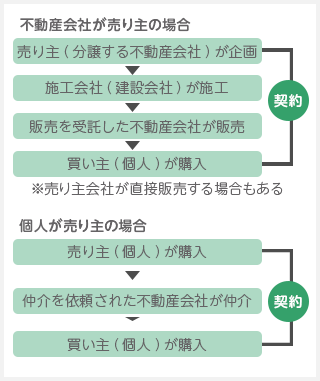 不動産会社が売り主の場合
売り主(分譲する不動産会社)が企画
施工会社(建設会社)が施工
契約
販売を受託した不動産会社が販売
買い主(個人)が購入
※売り主会社が直接販売する場合もある
個人が売り主の場合
売り主(個人)が購入
仲介を依頼された不動産会社が仲介
契約
買い主(個人)が購入